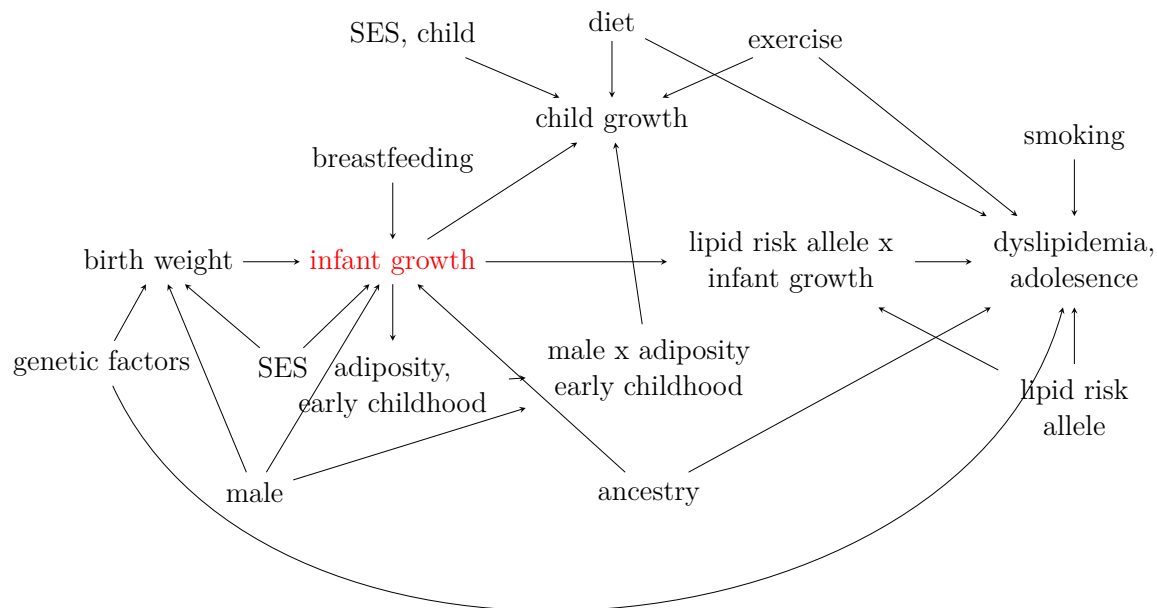 diet
SES, child
exercise
child growth
smoking
breastfeeding
lipid risk allele x
infant growth
dyslipidemia,
adolesence
birth weight
infant growth
genetic factors
SES
adiposity,
early childhood
male x adiposity
early childhood
lipid risk
allele
male
ancestry